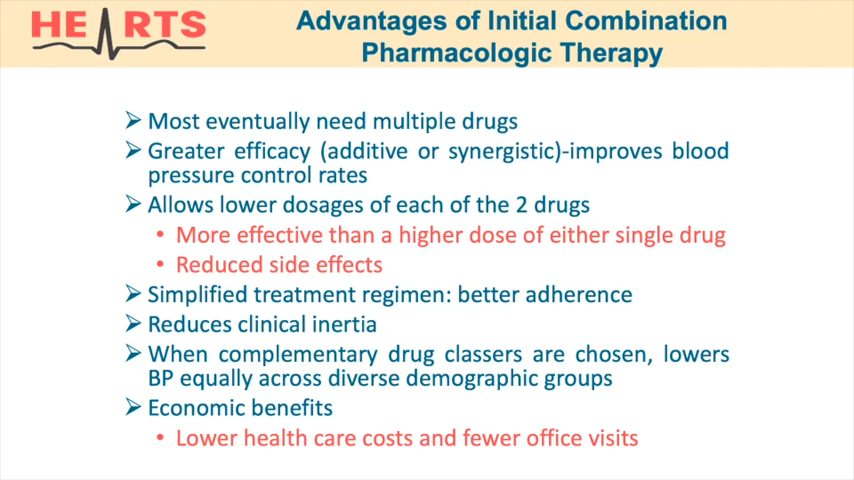 HEARTS
Advantages of Initial Combination
Pharmacologic Therapy
➢ Most eventually need multiple drugs
➢ Greater efficacy (additive or synergistic)-improves blood
pressure control rates
➢ Allows lower dosages of each of the 2 drugs
• More effective than a higher dose of either single drug
• Reduced side effects
➢ Simplified treatment regimen: better adherence
➢ Reduces clinical inertia
➢ When complementary drug classers are chosen, lowers
BP equally across diverse demographic groups
➢ Economic benefits
• Lower health care costs and fewer office visits